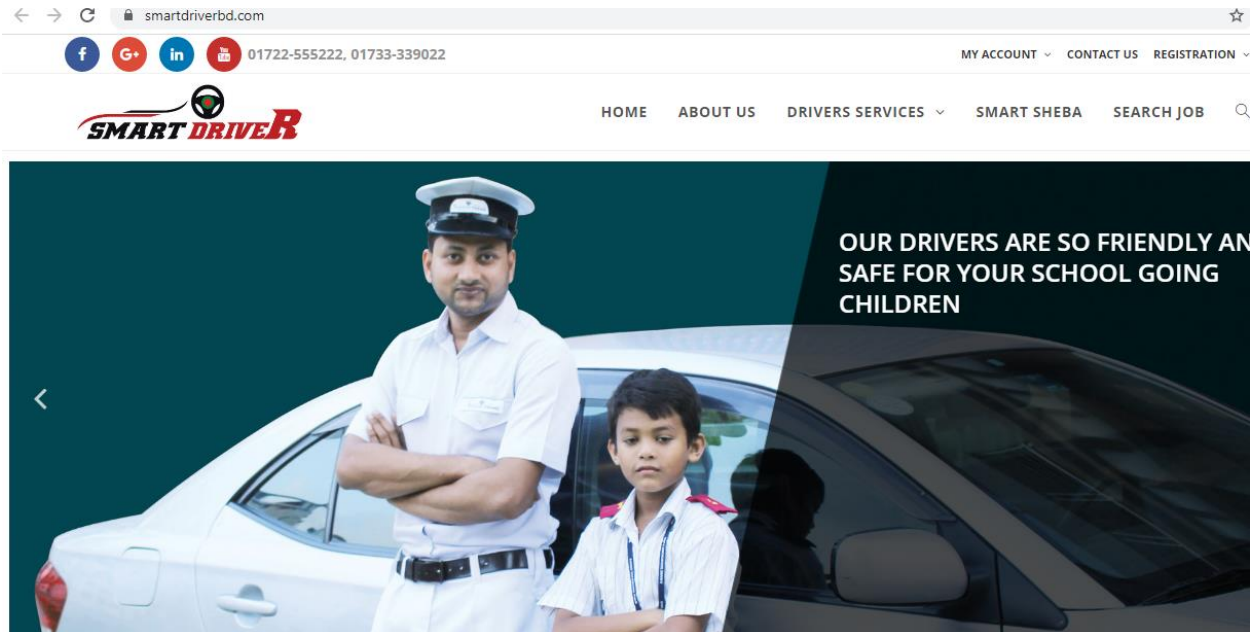 smartdriverbd.com
01722-555222, 01733-339022
MY ACCOUNT CONTACT US REGISTRATION
SMART DRIVER
HOME ABOUT US DRIVERS SERVICES SMART SHEBA SEARCH JOB
OUR DRIVERS ARE SO FRIENDLY AN
SAFE FOR YOUR SCHOOL GOING
CHILDREN